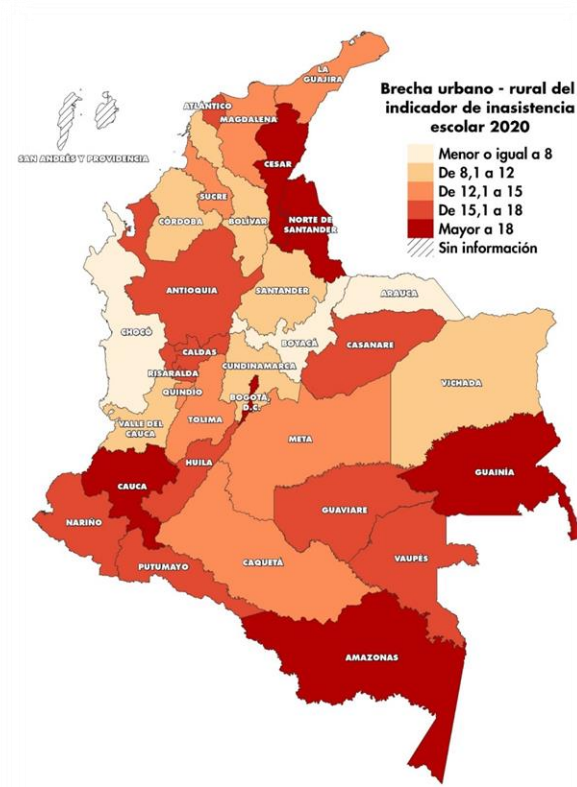 Brecha urbano - rural del
indicador de inasistencia
escolar 2020
Menor o igual a 8
De 8,1 a 12
De 12,1 a 15
De 15,1 a 18
Mayor a 18
Sin información
LA
GUAJIRA
ATLÁNTICO
MAGDALENA
SAN ANDRÉS Y PROVIDENCIA
CESAR
SUCRE
CÓRDOBA
BOLÍVAR
NORTE DE
SANTANDER
ANTIOQUIA
SANTANDER
ARAUCA
CHOCÓ
BOYACÁ
CASANARE
CALDAS
CUNDINAMARCA
RISARALDA
VICHADA
QUINDÍO
BOGOTÁ,
D.C.
TOLIMA
VALLE DEL
CAUCA
META
HUILA
GUAINÍA
CAUCA
GUAVIARE
NARIÑO
VAUPÉS
PUTUMAYO
CAQUETÁ
AMAZONAS